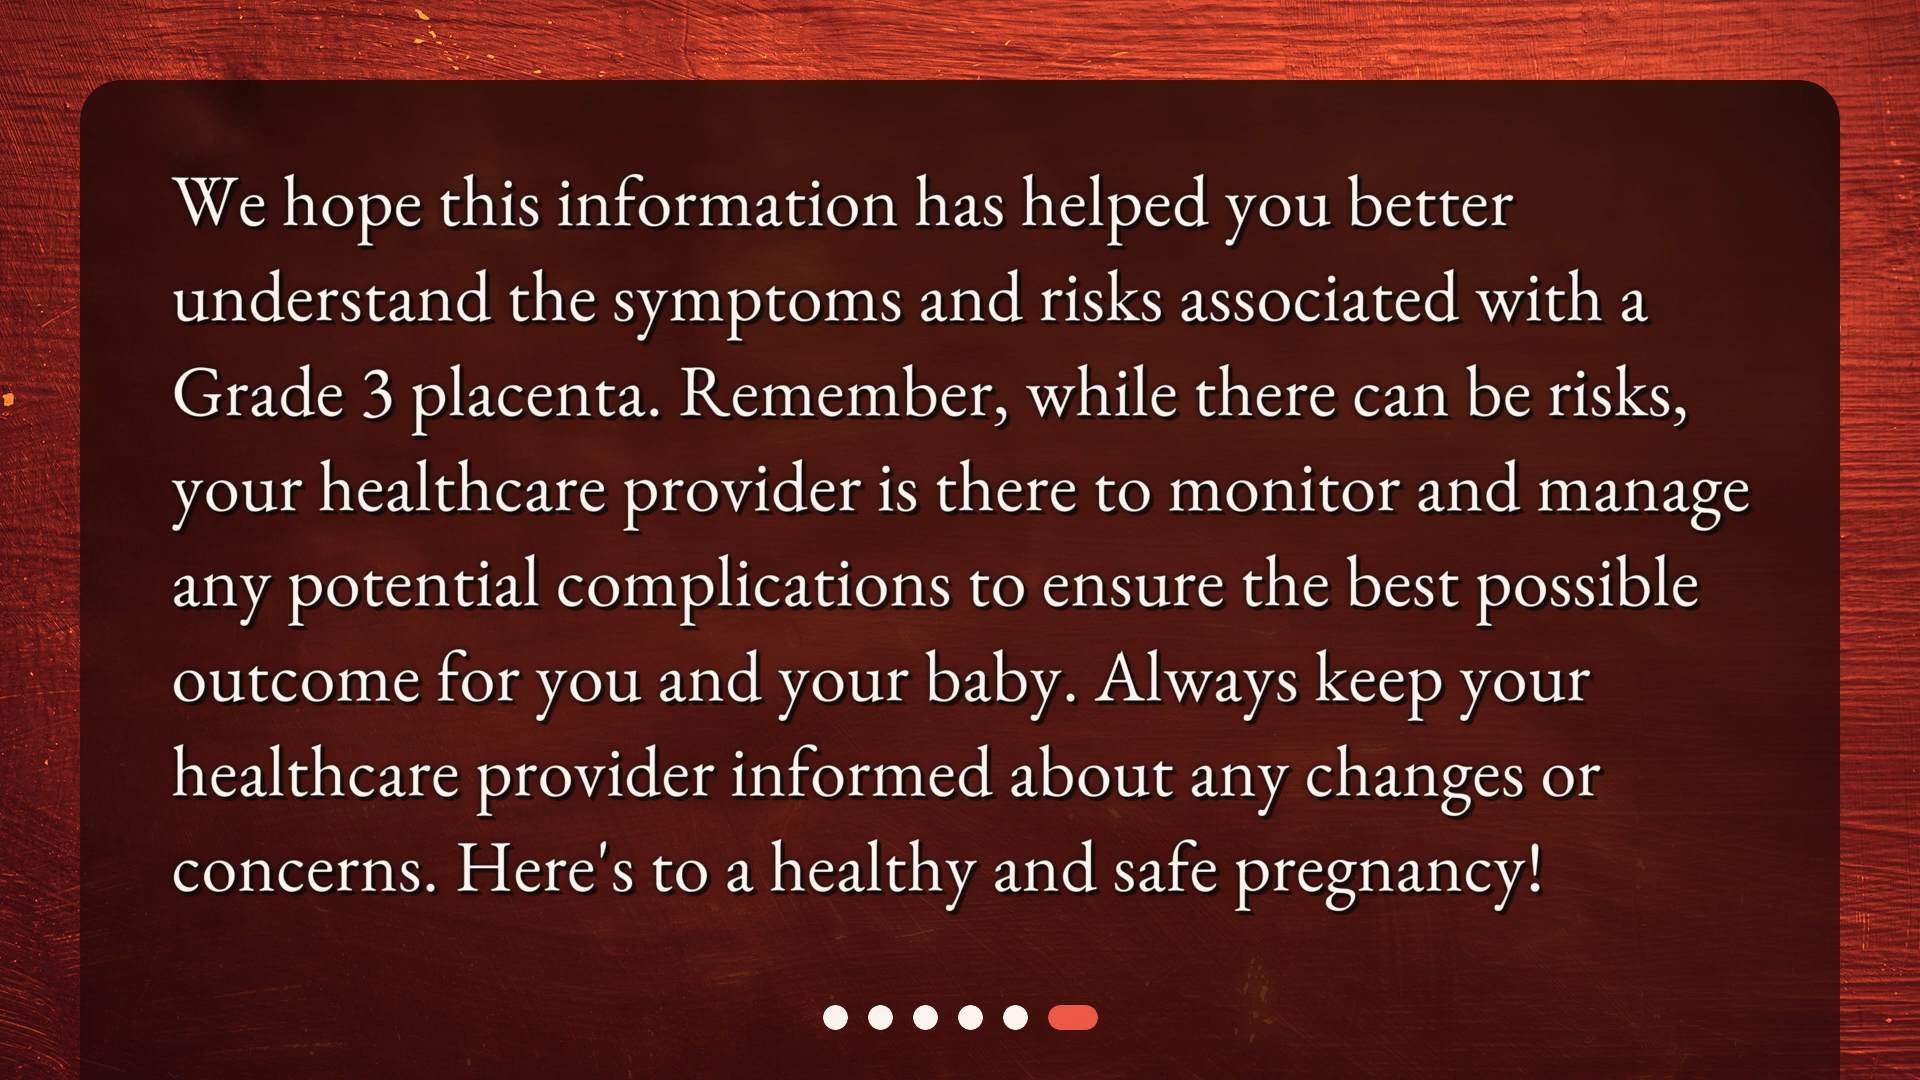 We hope this information has helped you better
understand the symptoms and risks associated with a
Grade 3 placenta. Remember, while there can be risks,
your healthcare provider is there to monitor and manage
any potential complications to ensure the best possible
outcome for you and your baby. Always keep your
healthcare provider informed about any changes or
concerns. Here's to a healthy and safe pregnancy!